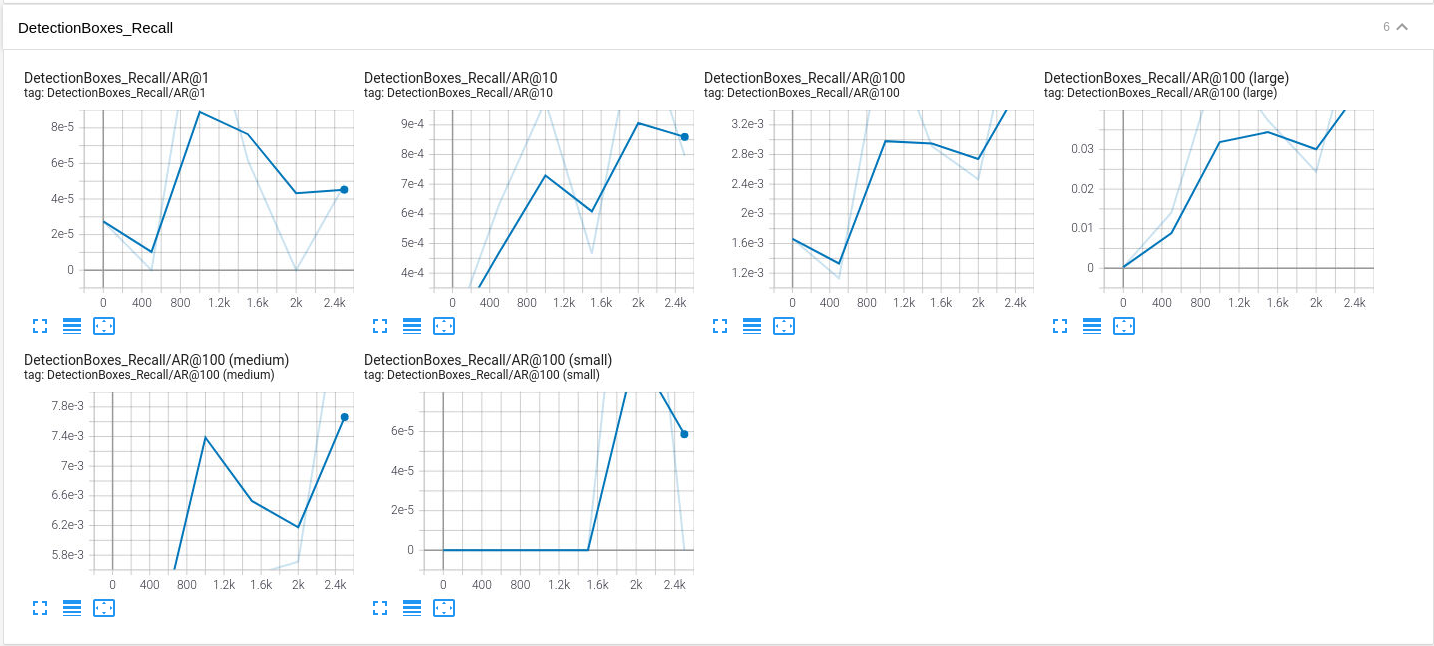 DetectionBoxes_Recall
6
DetectionBoxes_Recall/AR@1
tag: DetectionBoxes_Recall/AR@1
8e-5
6e-5
4e-5
2e-5
0
0 400 800 1.2k 1.6k 2k 2.4k
DetectionBoxes_Recall/AR@10
tag: DetectionBoxes_Recall/AR@10
9e-4
8e-4
7e-4
6e-4
5e-4
4e-4
0 400 800 1.2k 1.6k 2k 2.4k
DetectionBoxes_Recall/AR@100
tag: DetectionBoxes_Recall/AR@100
3.2e-3
2.8e-3
2.4e-3
2e-3
1.6e-3
1.2e-3
0 400 800 1.2k 1.6k 2k 2.4k
DetectionBoxes_Recall/AR@100 (large)
tag: DetectionBoxes_Recall/AR@100 (large)
0.03
0.02
0.01
0
0 400 800 1.2k 1.6k 2k 2.4k
DetectionBoxes_Recall/AR@100 (medium)
tag: DetectionBoxes_Recall/AR@100 (medium)
7.8e-3
7.4e-3
7e-3
6.6e-3
6.2e-3
5.8e-3
0 400 800 1.2k 1.6k 2k 2.4k
DetectionBoxes_Recall/AR@100 (small)
tag: DetectionBoxes_Recall/AR@100 (small)
6e-5
4e-5
2e-5
0
0 400 800 1.2k 1.6k 2k 2.4k